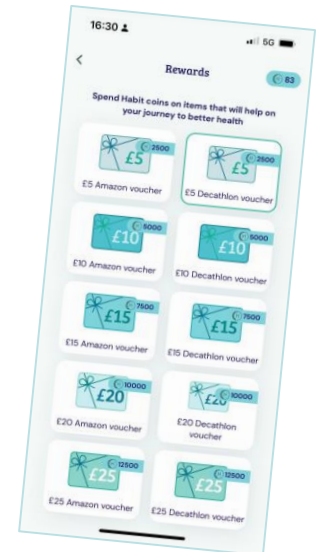 16:30
5G
Rewards
83
Spend Habit coins on items that will help on
your journey to better health
2500
£5
£5 Amazon voucher
2500
£5
£5 Decathlon voucher
5000
£10
£10 Amazon voucher
5000
£10
£10 Decathlon voucher
7500
£15
£15 Amazon voucher
7500
£15
£15 Decathlon voucher
10000
£20
£20 Amazon voucher
10000
£20
£20 Decathlon
voucher
12500
£25
£25 Amazon voucher
12500
£25
£25 Decathlon voucher